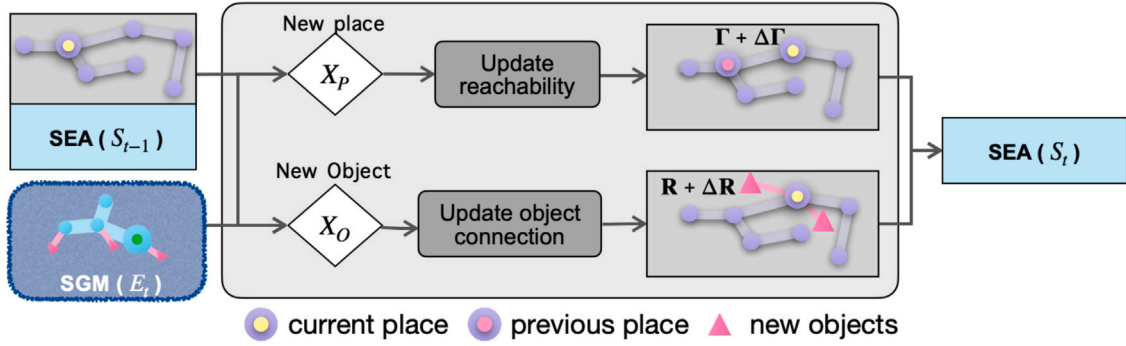 SEA ( S_{t−1} )
SGM ( E_t )
New place
X_P
Update
reachability
Γ + ΔΓ
New Object
X_O
Update object
connection
R + ΔR
SEA ( S_t )
current place previous place new objects